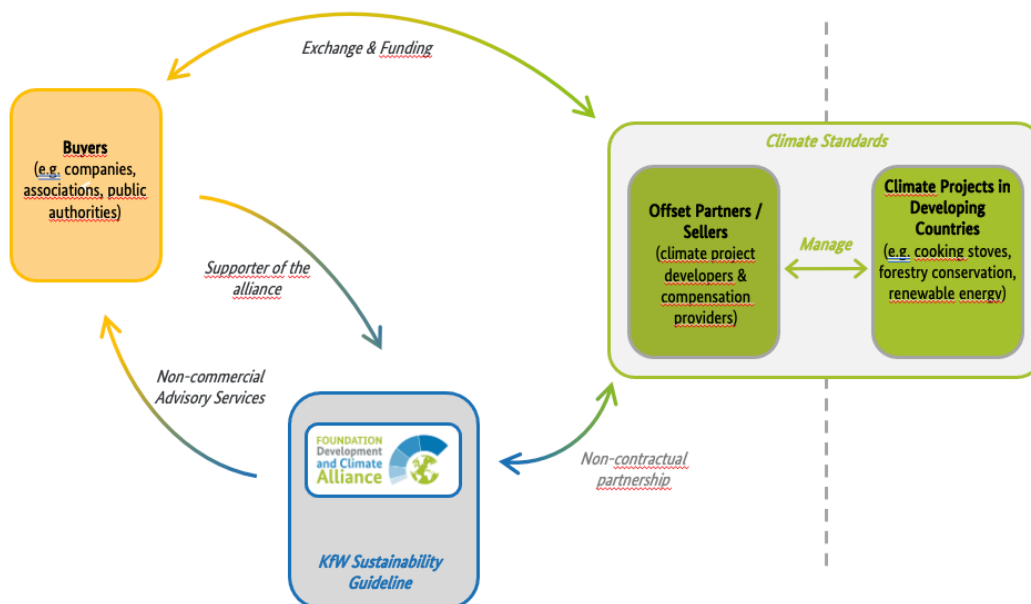 Exchange & Funding
Buyers
(e.g. companies,
associations, public
authorities)
Climate Standards
Offset Partners /
Sellers
(climate project
developers &
compensation
providers)
Manage
Climate Projects in
Developing
Countries
(e.g. cooking stoves,
forestry conservation,
renewable energy)
Supporter of the
alliance
Non-commercial
Advisory Services
FOUNDATION
Development
and Climate
Alliance
Non-contractual
partnership
KfW Sustainability
Guideline